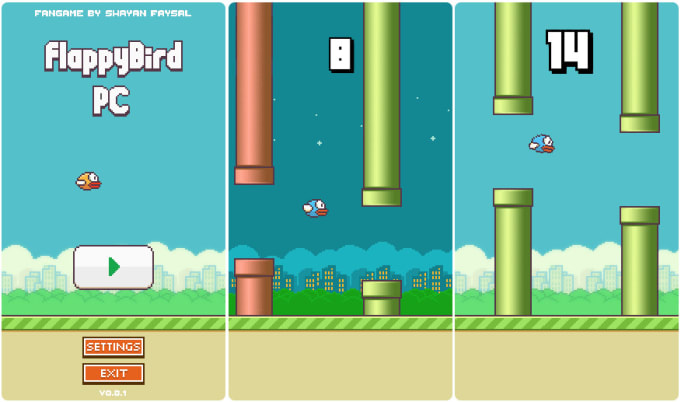 FANGAME BY SHAYAN FAYSAL
FlappyBird
PC
SETTINGS
EXIT
V0.0.1
8
14